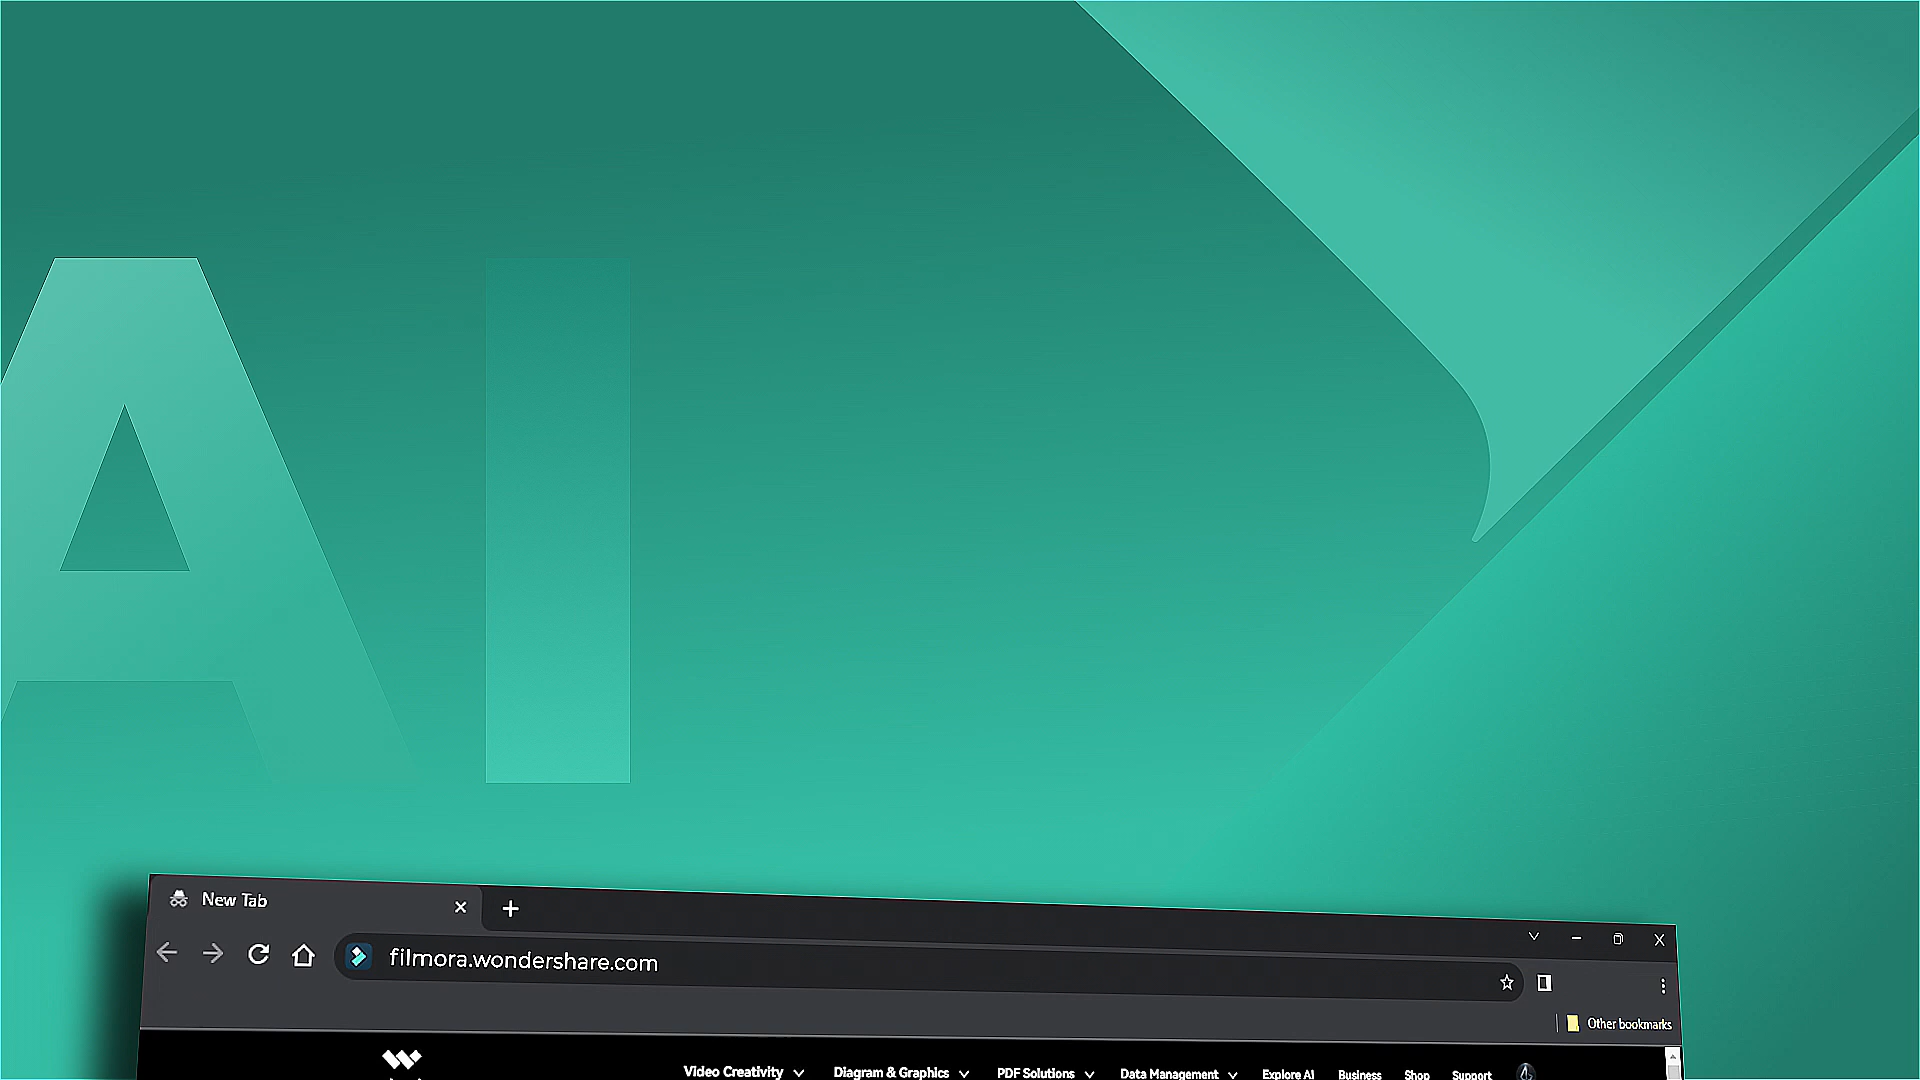 AI
New Tab
filmora.wondershare.com
Other bookmarks
Video Creativity Diagram & Graphics PDF Solutions Data Management Explore AI Business Shop Support